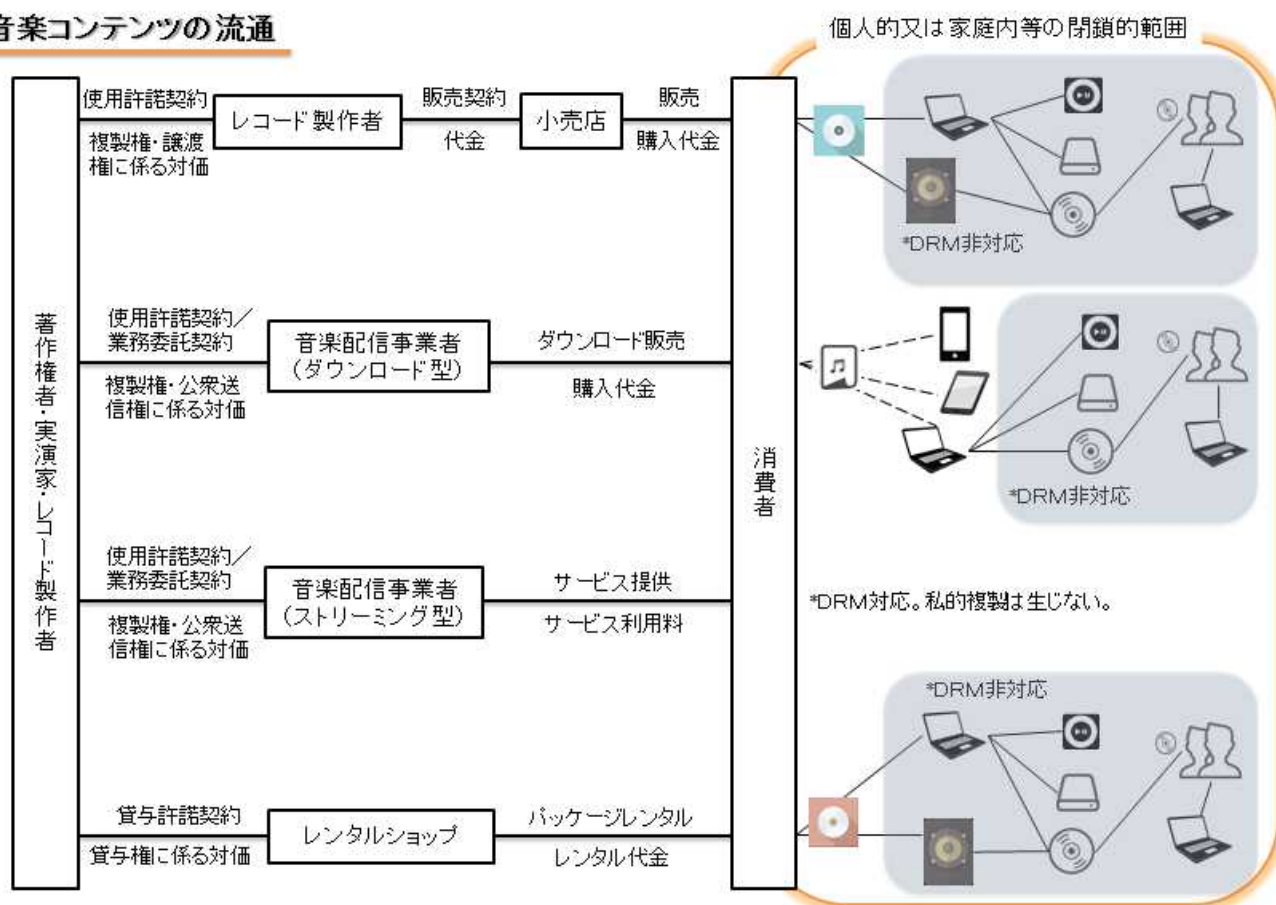 音楽コンテンツの流通
個人的又は家庭内等の閉鎖的範囲
使用許諾契約
複製権・譲渡
権に係る対価
レコード製作者
販売契約
代金
小売店
販売
購入代金
*DRM非対応
著作権者・実演家・レコード製作者
使用許諾契約／
業務委託契約
複製権・公衆送
信権に係る対価
音楽配信事業者
(ダウンロード型)
ダウンロード販売
購入代金
消費者
*DRM非対応
使用許諾契約／
業務委託契約
複製権・公衆送
信権に係る対価
音楽配信事業者
(ストリーミング型)
サービス提供
サービス利用料
*DRM対応。私的複製は生じない。
貸与許諾契約
貸与権に係る対価
レンタルショップ
パッケージレンタル
レンタル代金
*DRM非対応